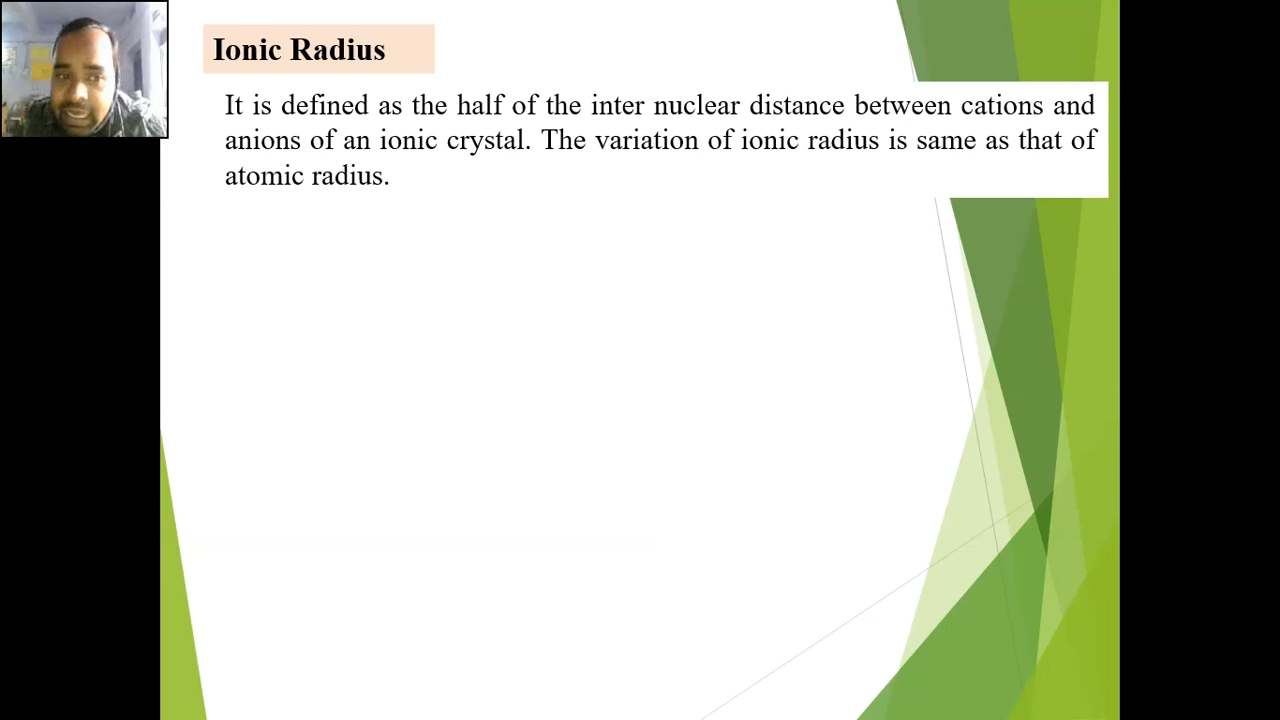 Ionic Radius
It is defined as the half of the inter nuclear distance between cations and
anions of an ionic crystal. The variation of ionic radius is same as that of
atomic radius.